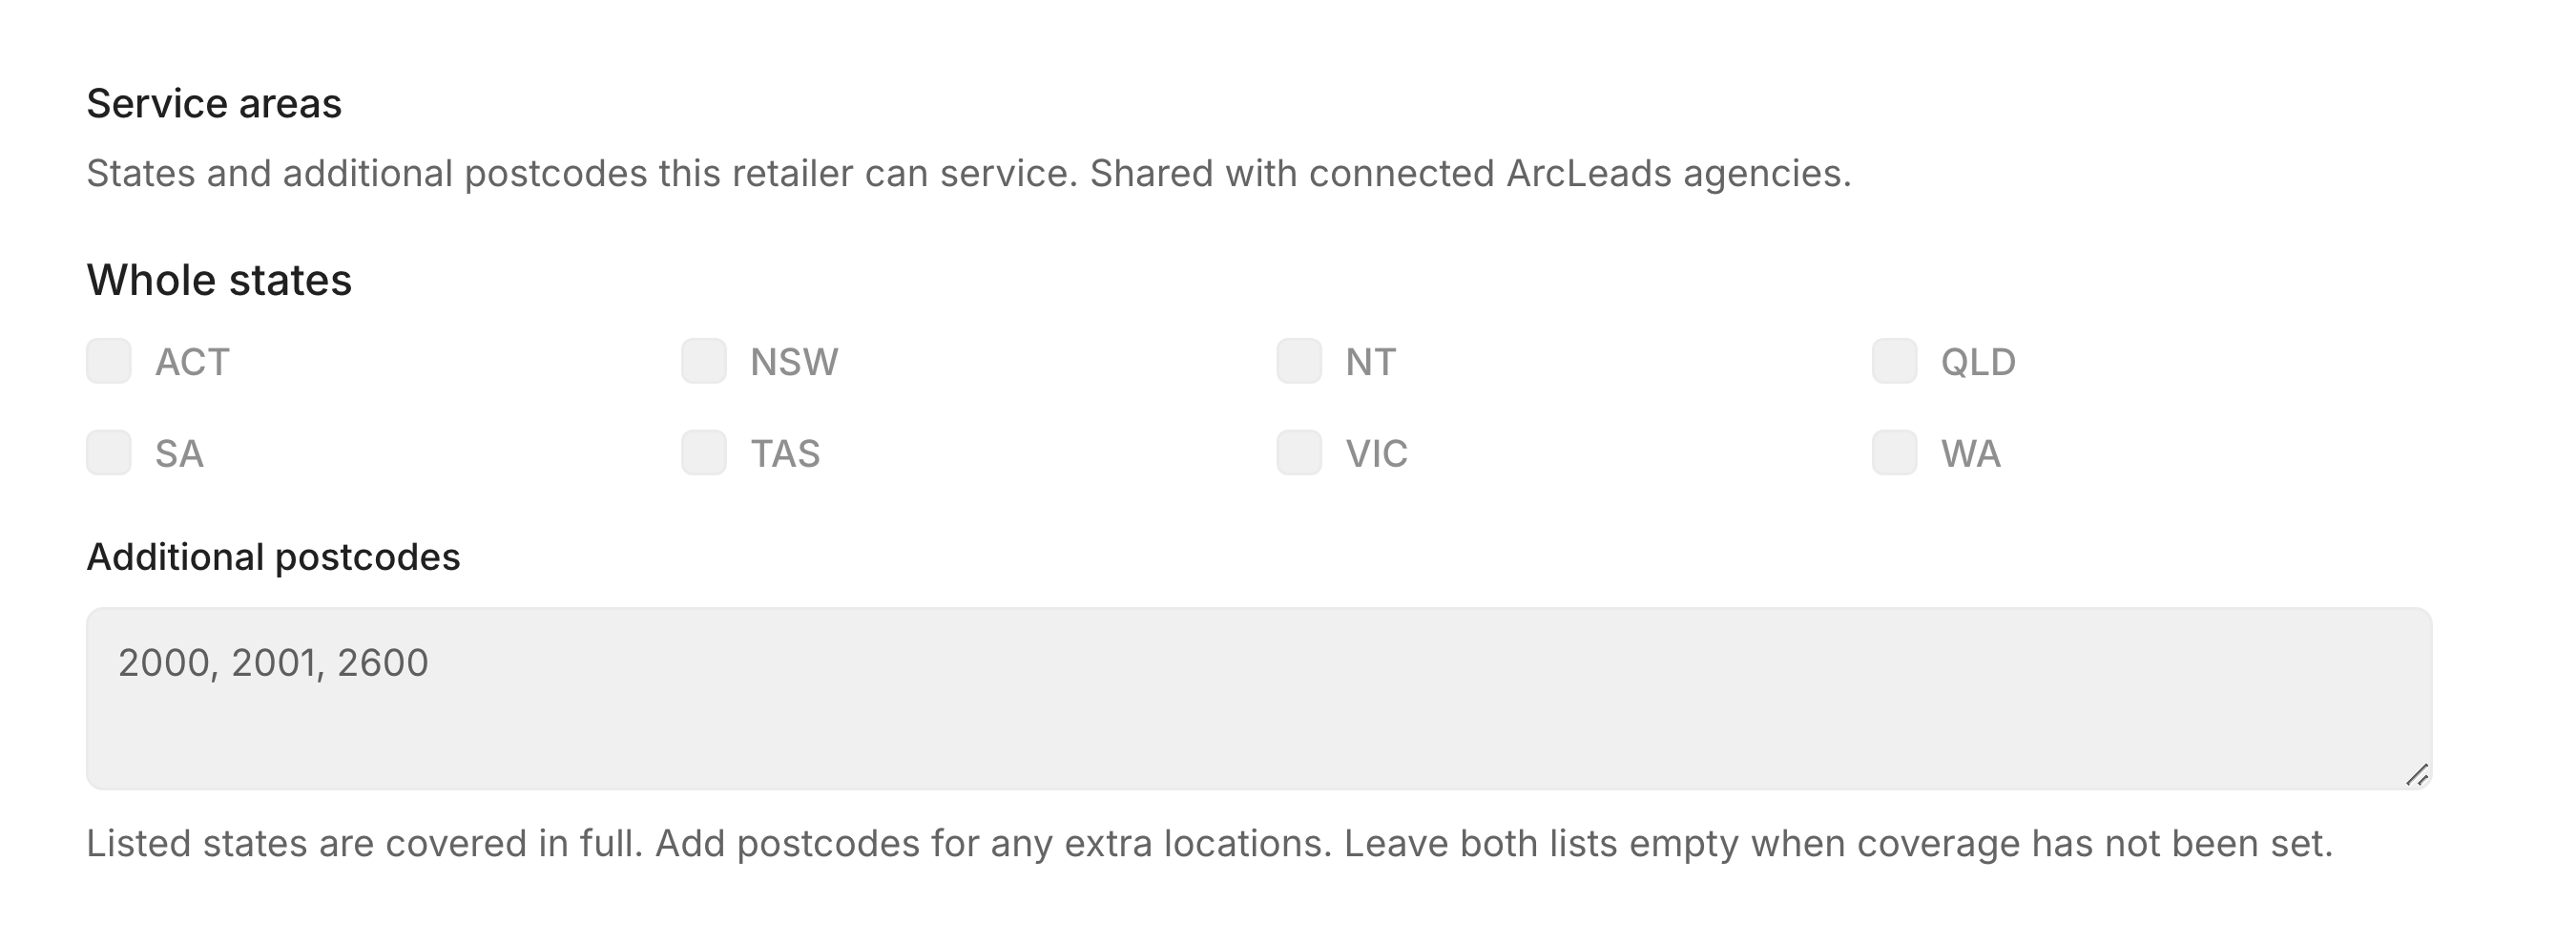 Service areas
States and additional postcodes this retailer can service. Shared with connected ArcLeads agencies.
Whole states
ACT NSW NT QLD
SA TAS VIC WA
Additional postcodes
2000, 2001, 2600
Listed states are covered in full. Add postcodes for any extra locations. Leave both lists empty when coverage has not been set.